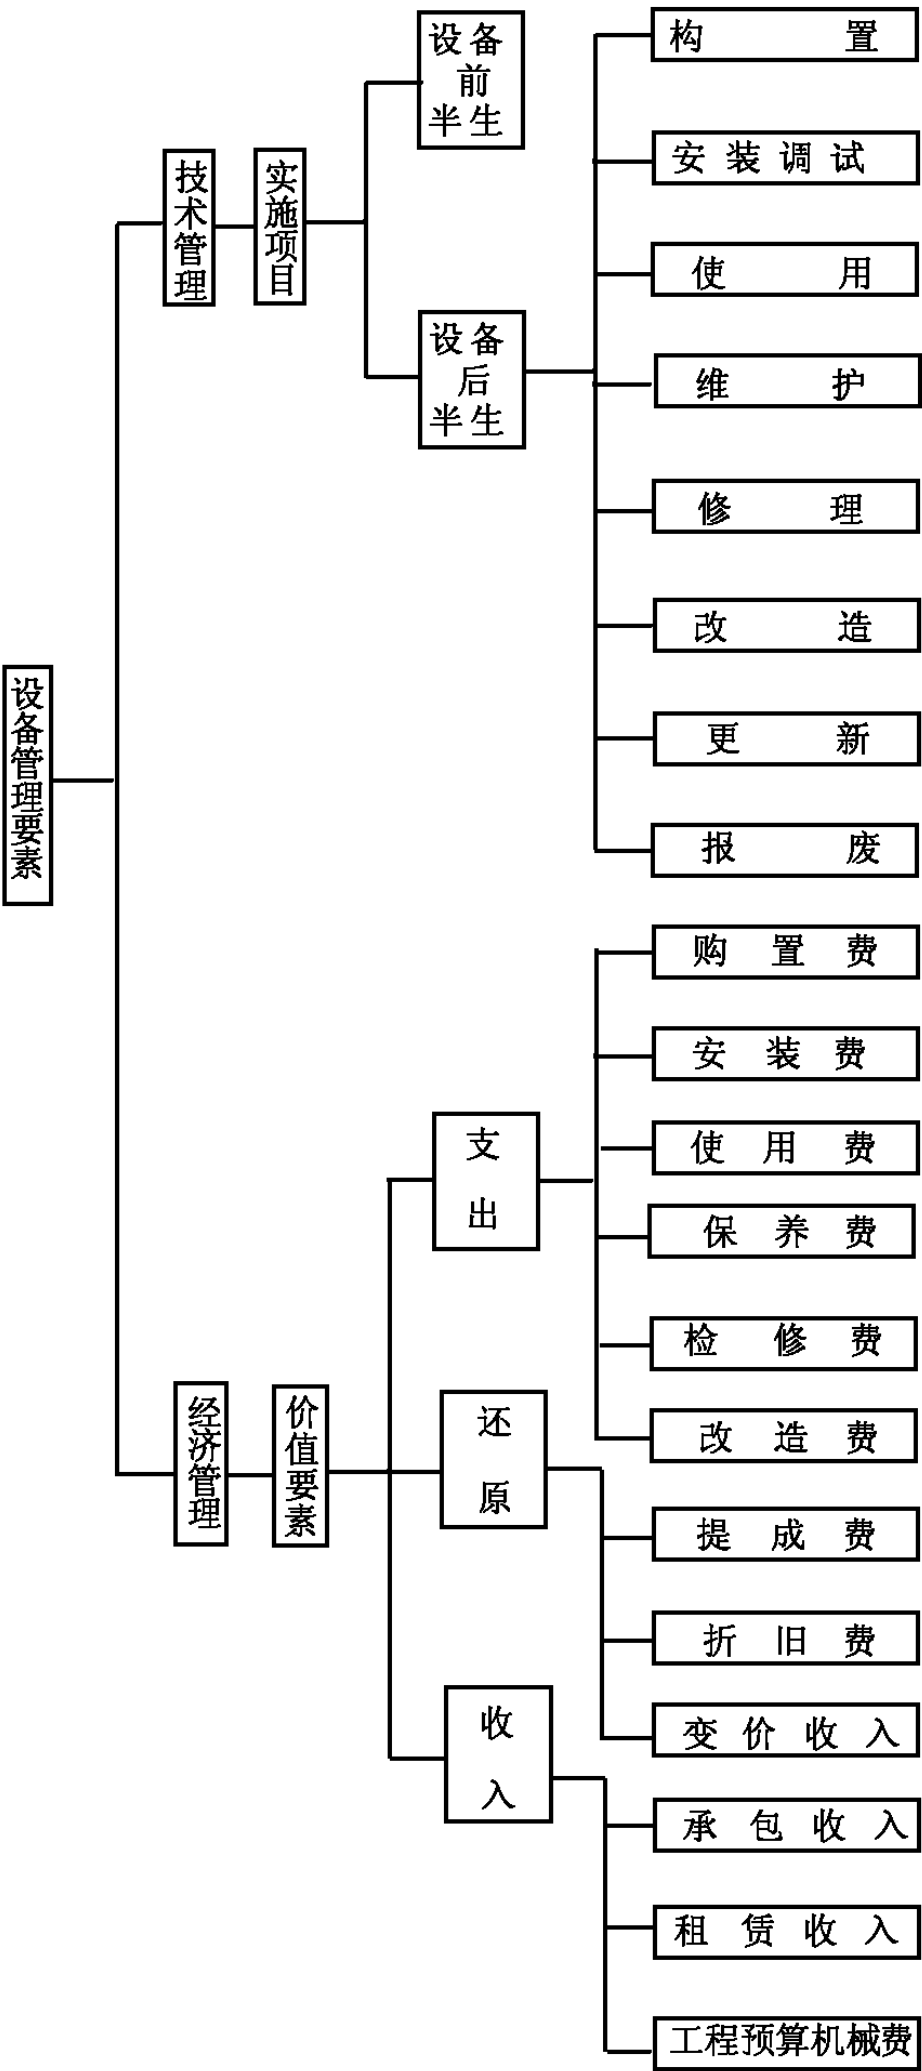 设备管理要素
技术管理
实施项目
设备
前
半生
设备
后
半生
构置
安装调试
使用
维护
修理
改造
更新
报废
经济管理
价值要素
支
出
购置费
安装费
使用费
保养费
检修费
改造费
还
原
提成费
折旧费
变价收入
收
入
承包收入
租赁收入
工程预算机械费